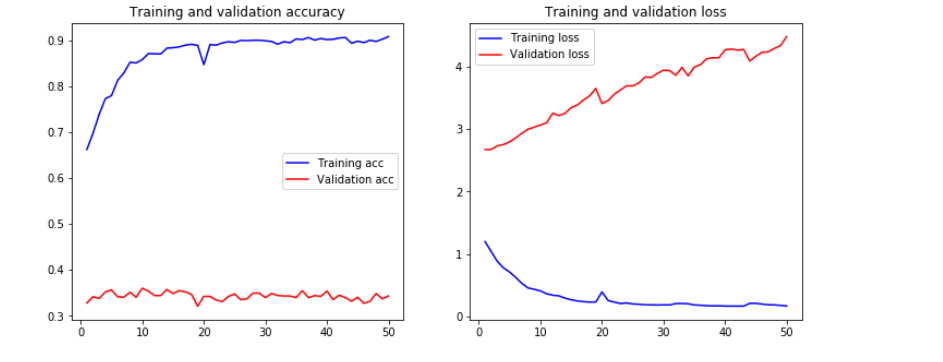 Training and validation accuracy
0.9
0.8
0.7
0.6
0.5
0.4
0.3
0 10 20 30 40 50
Training acc
Validation acc
Training and validation loss
4
3
2
1
0
0 10 20 30 40 50
Training loss
Validation loss